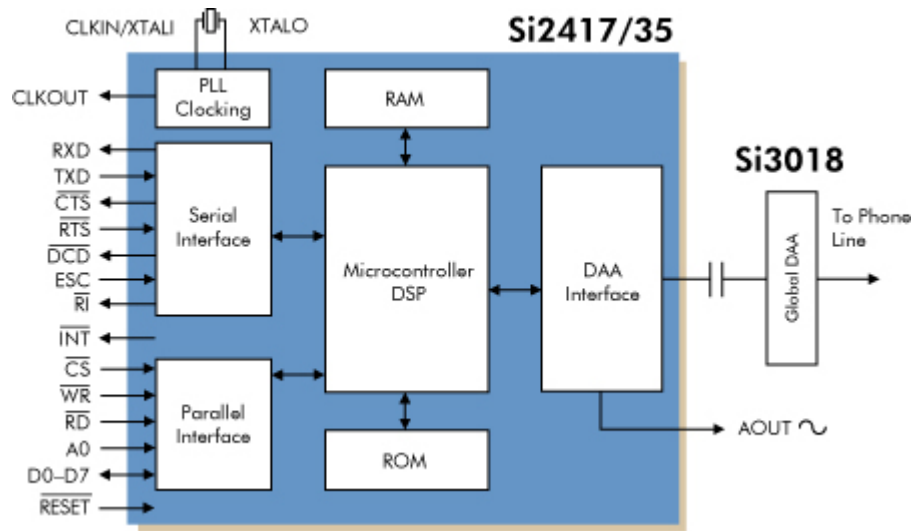 CLKIN/XTALI
XTALO
Si2417/35
CLKOUT
PLL
Clocking
RAM
RXD
TXD
CTS
RTS
DCD
ESC
RI
INT
CS
WR
RD
A0
D0–D7
RESET
Serial
Interface
Parallel
Interface
Microcontroller
DSP
ROM
DAA
Interface
Si3018
Global DAA
To Phone
Line
AOUT